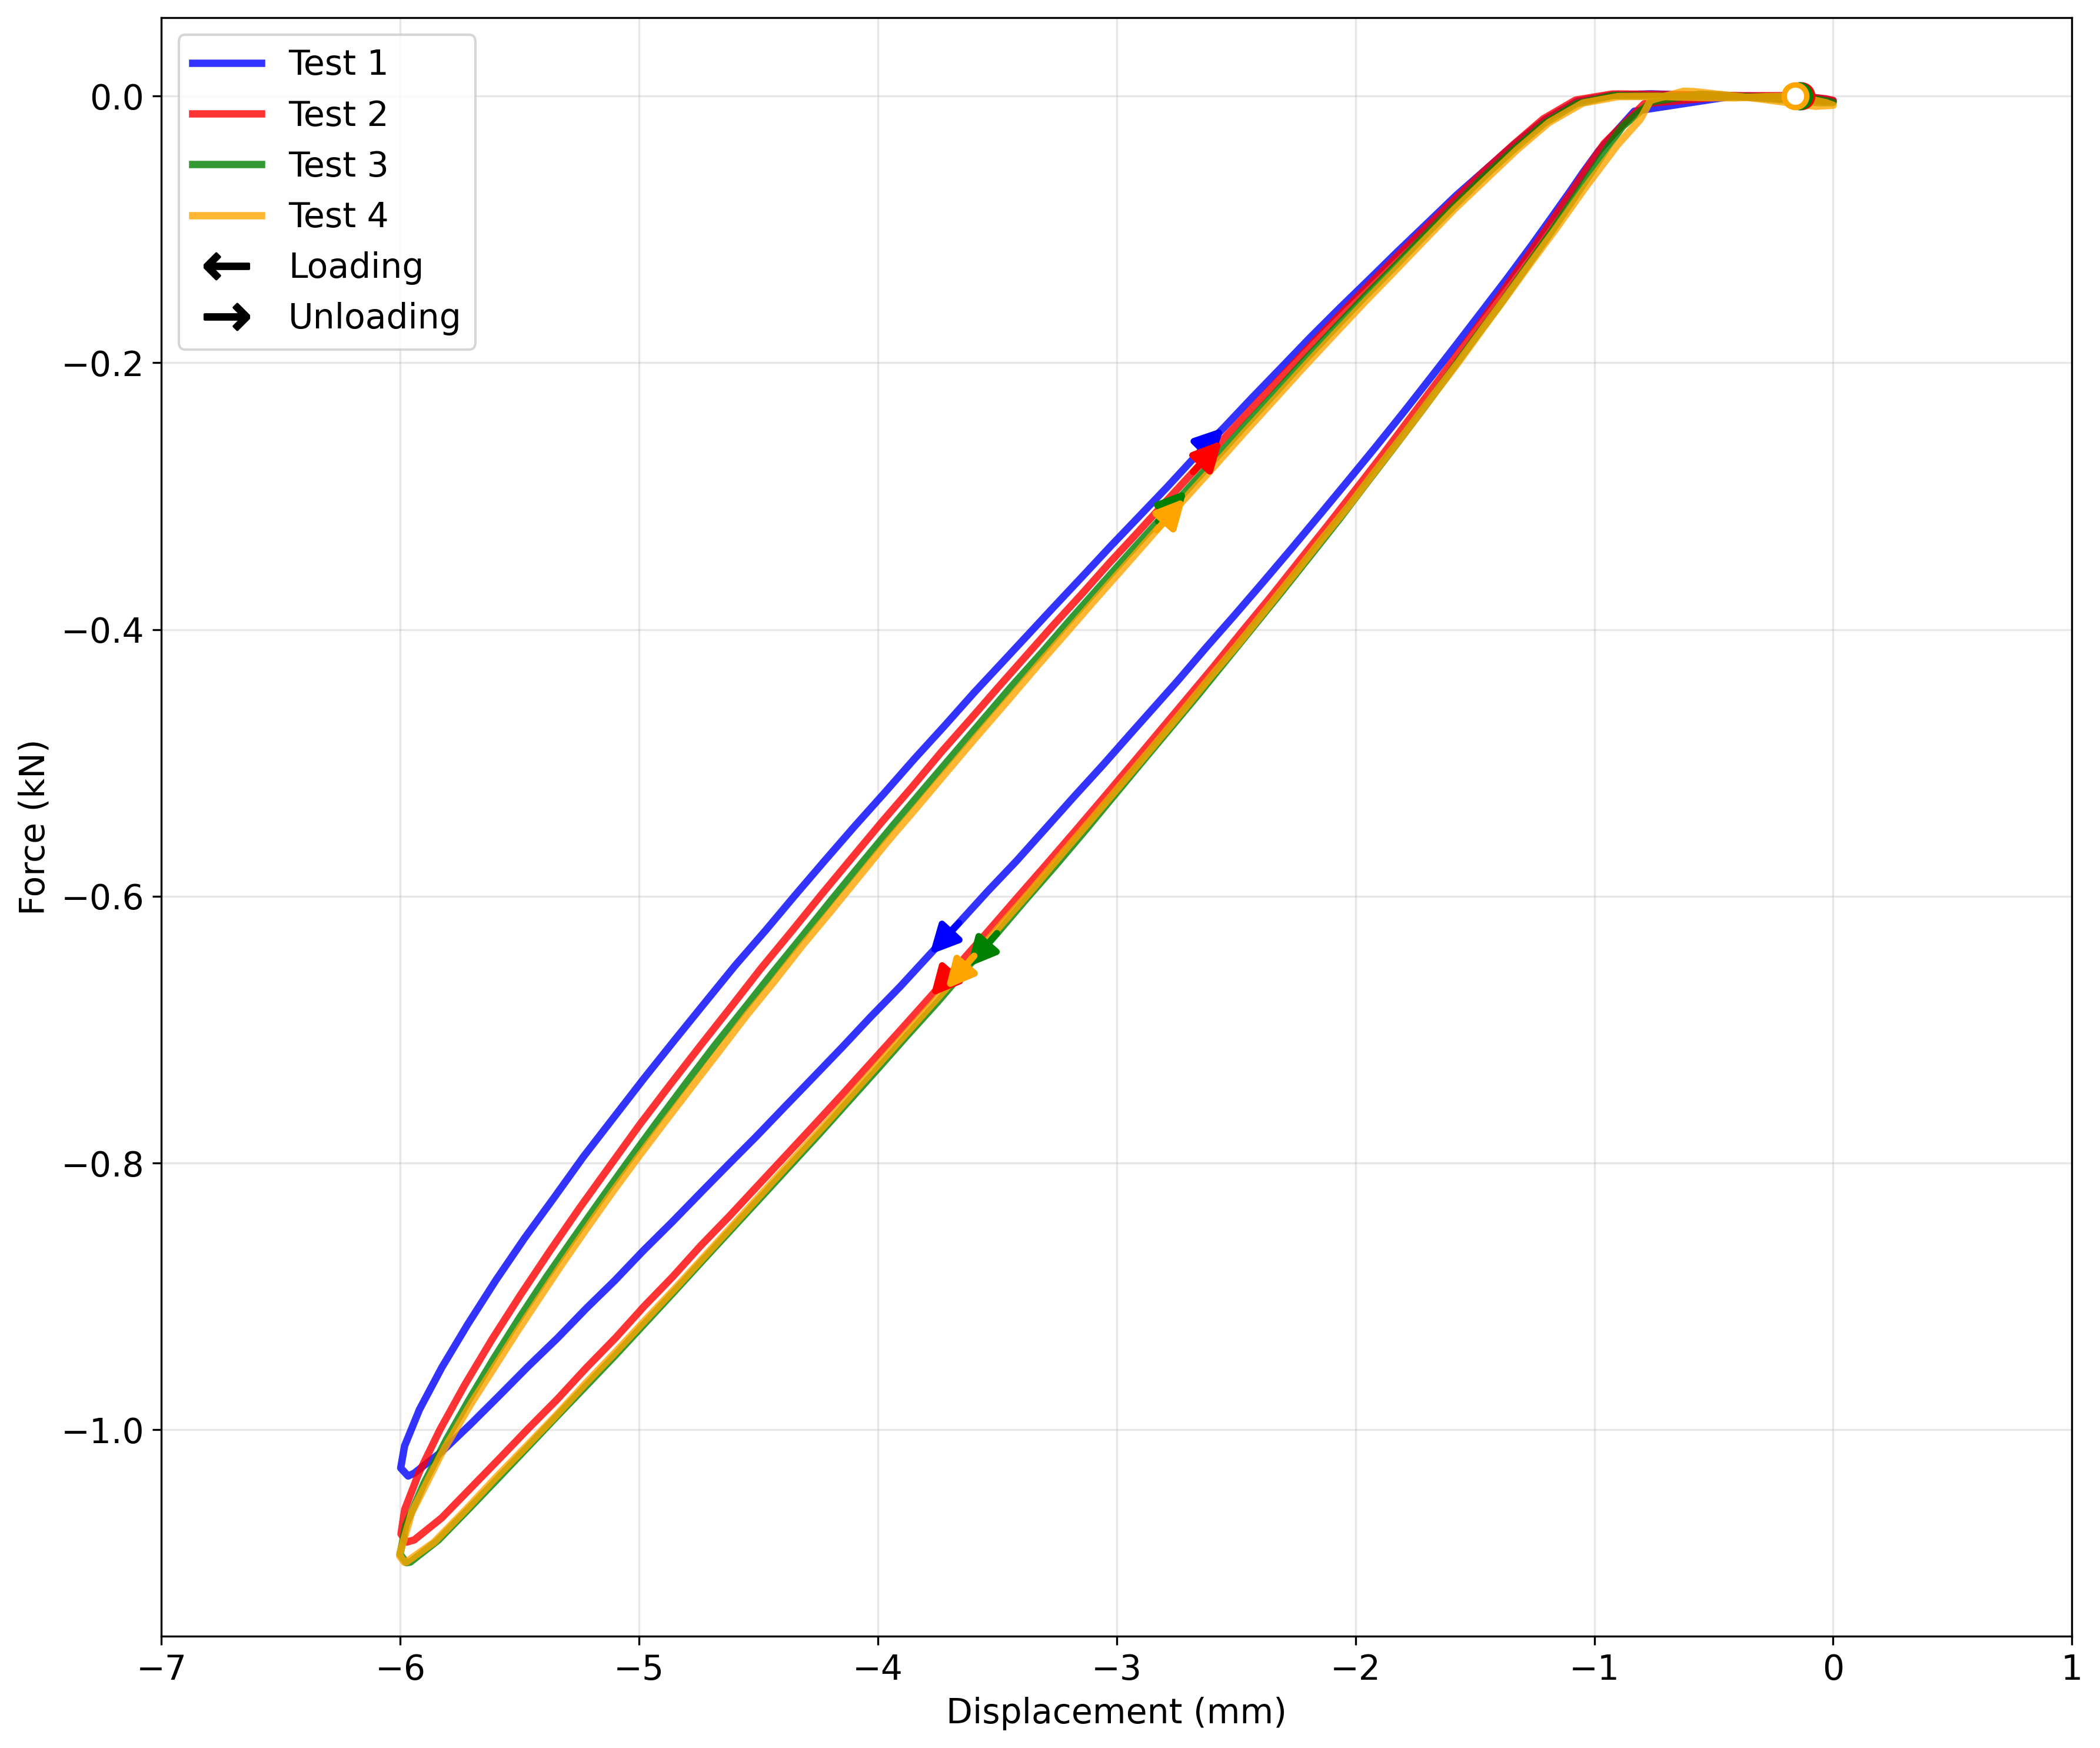 Test 1
Test 2
Test 3
Test 4
Loading
Unloading
0.0
−0.2
−0.4
−0.6
−0.8
−1.0
Force (kN)
−7 −6 −5 −4 −3 −2 −1 0 1
Displacement (mm)